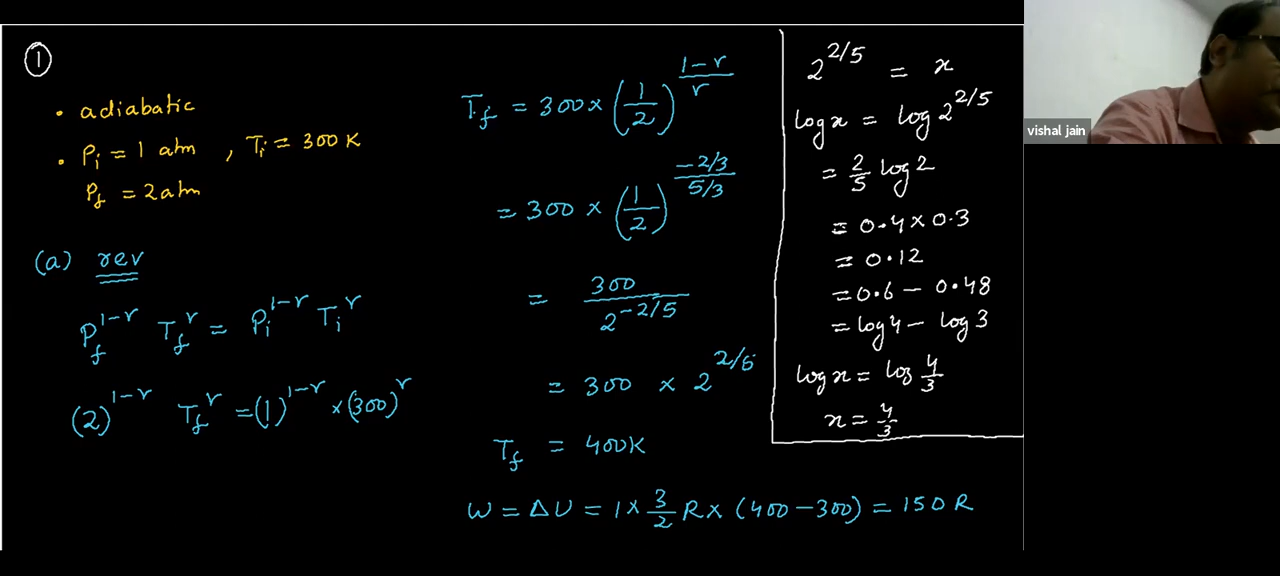 ①
• adiabatic
• Pi = 1 atm , Ti = 300 K
Pf = 2 atm
(a) rev
Pf^(1-r) Tf^r = Pi^(1-r) Ti^r
(2)^(1-r) Tf^r = (1)^(1-r) × (300)^r
Tf = 300 × (1/2)^((1-r)/r)
= 300 × (1/2)^((-2/3)/(5/3))
= 300/2^(-2/5)
= 300 × 2^(2/5)
Tf = 400K
W = ΔU = 1 × 3/2 R × (400 - 300) = 150 R
2^(2/5) = x
log x = log 2^(2/5)
= 2/5 log 2
= 0.4 × 0.3
= 0.12
= 0.6 - 0.48
= log 4 - log 3
log x = log 4/3
x = 4/3
vishal jain